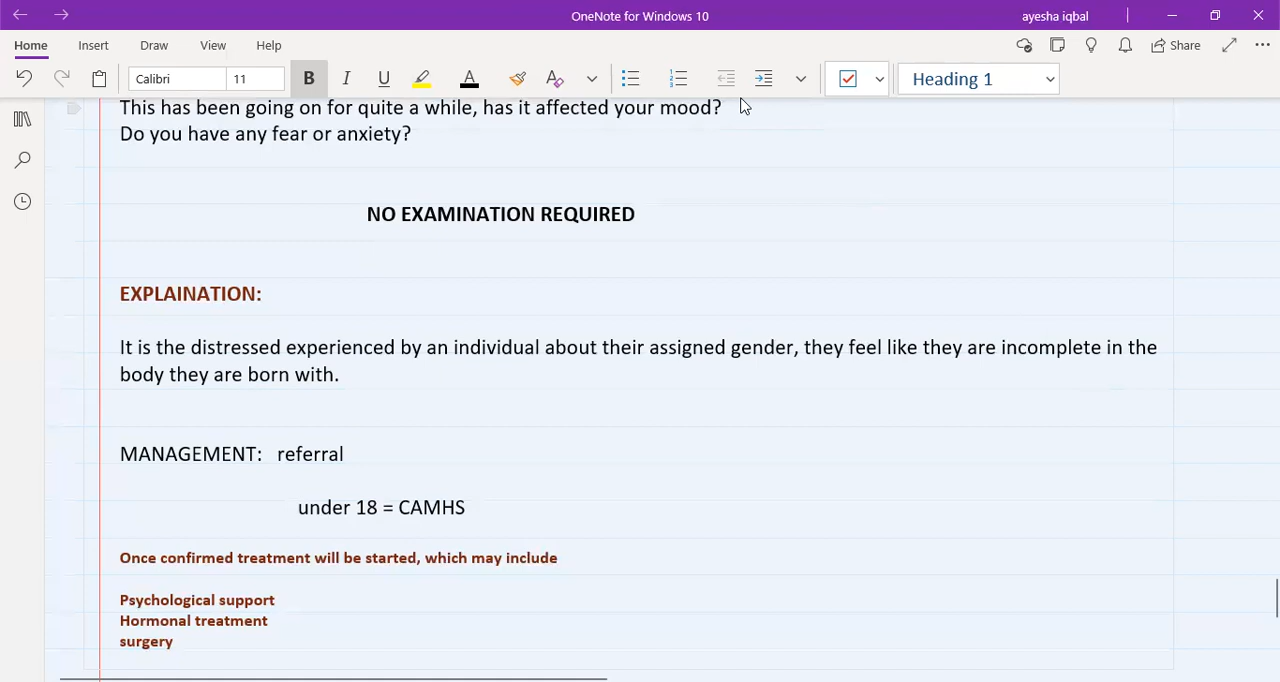 OneNote for Windows 10
ayesha iqbal
Home Insert Draw View Help
Share
Calibri 11 B I U A A Heading 1
This has been going on for quite a while, has it affected your mood?
Do you have any fear or anxiety?
NO EXAMINATION REQUIRED
EXPLAINATION:
It is the distressed experienced by an individual about their assigned gender, they feel like they are incomplete in the
body they are born with.
MANAGEMENT: referral
under 18 = CAMHS
Once confirmed treatment will be started, which may include
Psychological support
Hormonal treatment
surgery